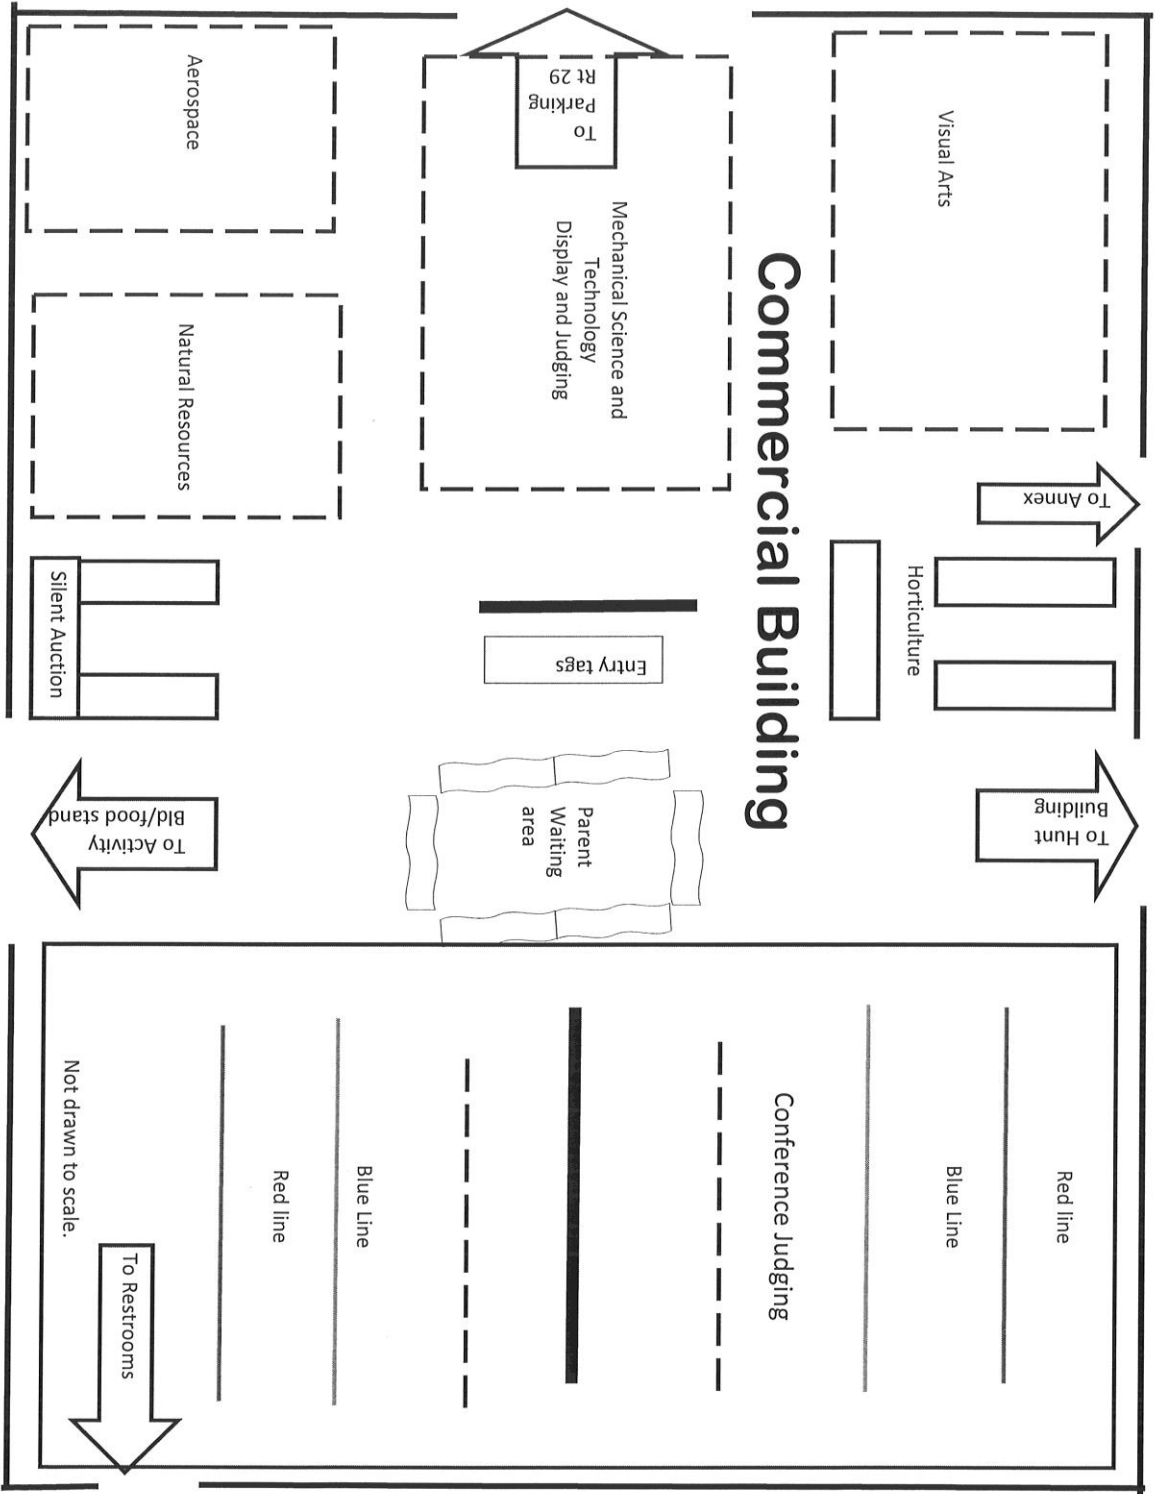 Commercial Building
Visual Arts
To Annex
Horticulture
To Hunt
Building
To
Parking
Rt 29
Mechanical Science and
Technology
Display and Judging
Entry tags
Parent
Waiting
area
Aerospace
Natural Resources
Silent Auction
To Activity
Bld/food stand
Red line
Blue Line
Conference Judging
Blue Line
Red line
Not drawn to scale.
To Restrooms